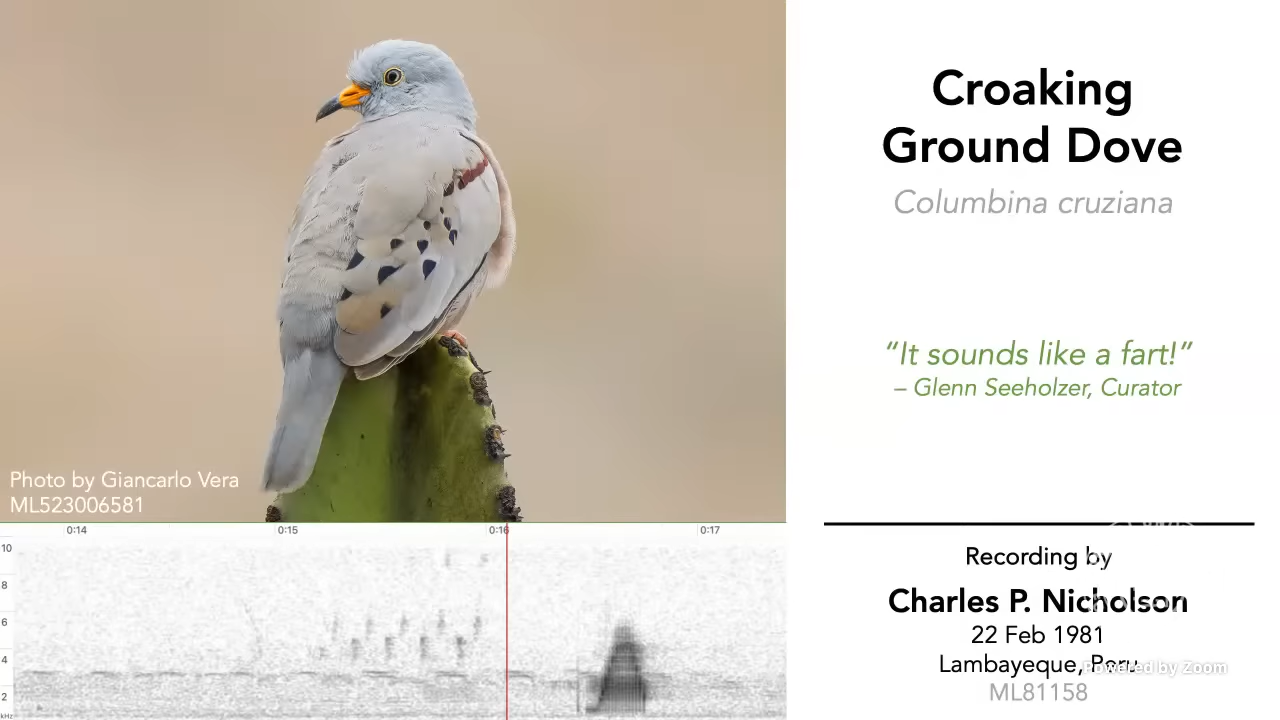 Croaking
Ground Dove
Columbina cruziana
“It sounds like a fart!”
– Glenn Seeholzer, Curator
Photo by Giancarlo Vera
ML523006581
0:14 0:15 0:16 0:17
10
8
6
4
2
kHz
Recording by
Charles P. Nicholson
22 Feb 1981
Lambayeque, Peru
Powered by Zoom
ML81158